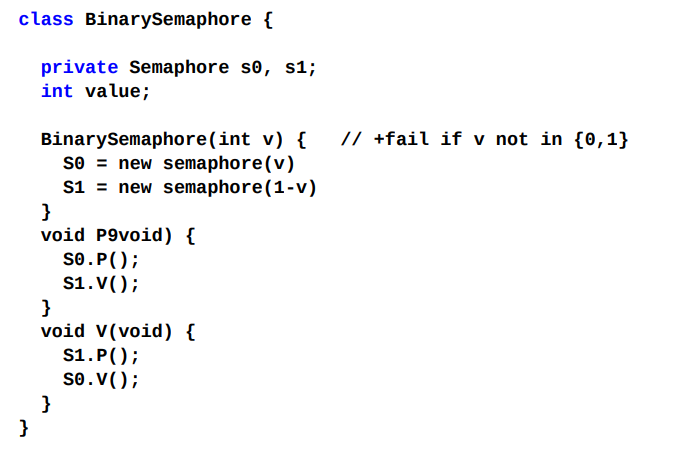 class BinarySemaphore {
private Semaphore s0, s1;
int value;
BinarySemaphore(int v) {   // +fail if v not in {0,1}
S0 = new semaphore(v)
S1 = new semaphore(1-v)
}
void P9void) {
S0.P();
S1.V();
}
void V(void) {
S1.P();
S0.V();
}
}